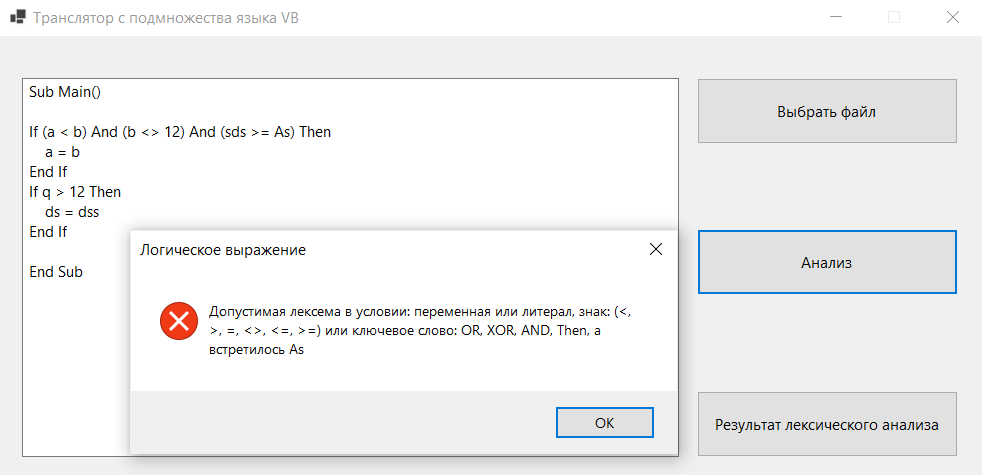 Транслятор с подмножества языка VB
Sub Main()
If (a < b) And (b <> 12) And (sds >= As) Then
a = b
End If
If q > 12 Then
ds = dss
End If
End Sub
Выбрать файл
Анализ
Результат лексического анализа
Логическое выражение
Допустимая лексема в условии: переменная или литерал, знак: (<,
>, =, <>, <=, >=) или ключевое слово: OR, XOR, AND, Then, а
встретилось As
OK